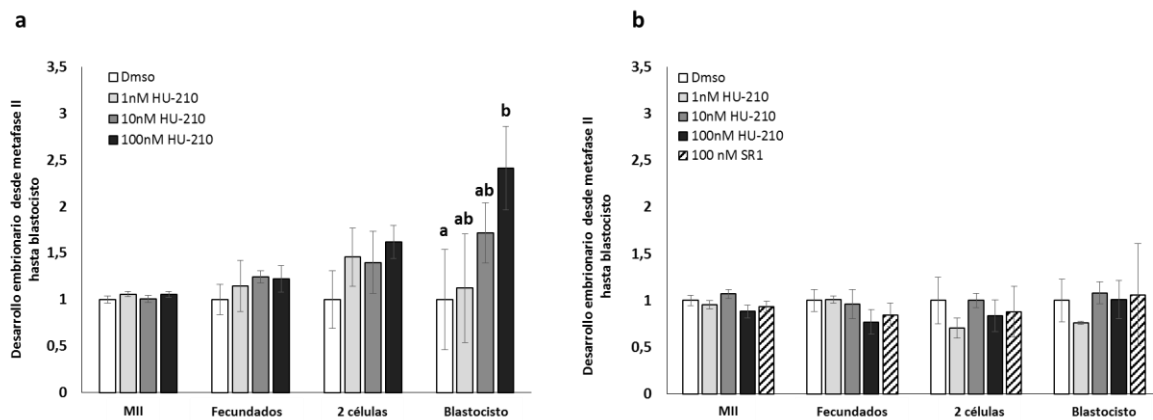 a
Desarrollo embrionario desde metafase II
hasta blastocisto
3,5
3
2,5
2
1,5
1
0,5
0
Dmso
1nM HU-210
10nM HU-210
100nM HU-210
a
ab
ab
b
MII
Fecundados
2 células
Blastocisto
b
Desarrollo embrionario desde metafase II
hasta blastocisto
3,5
3
2,5
2
1,5
1
0,5
0
Dmso
1nM HU-210
10nM HU-210
100nM HU-210
100 nM SR1
MII
Fecundados
2 células
Blastocisto